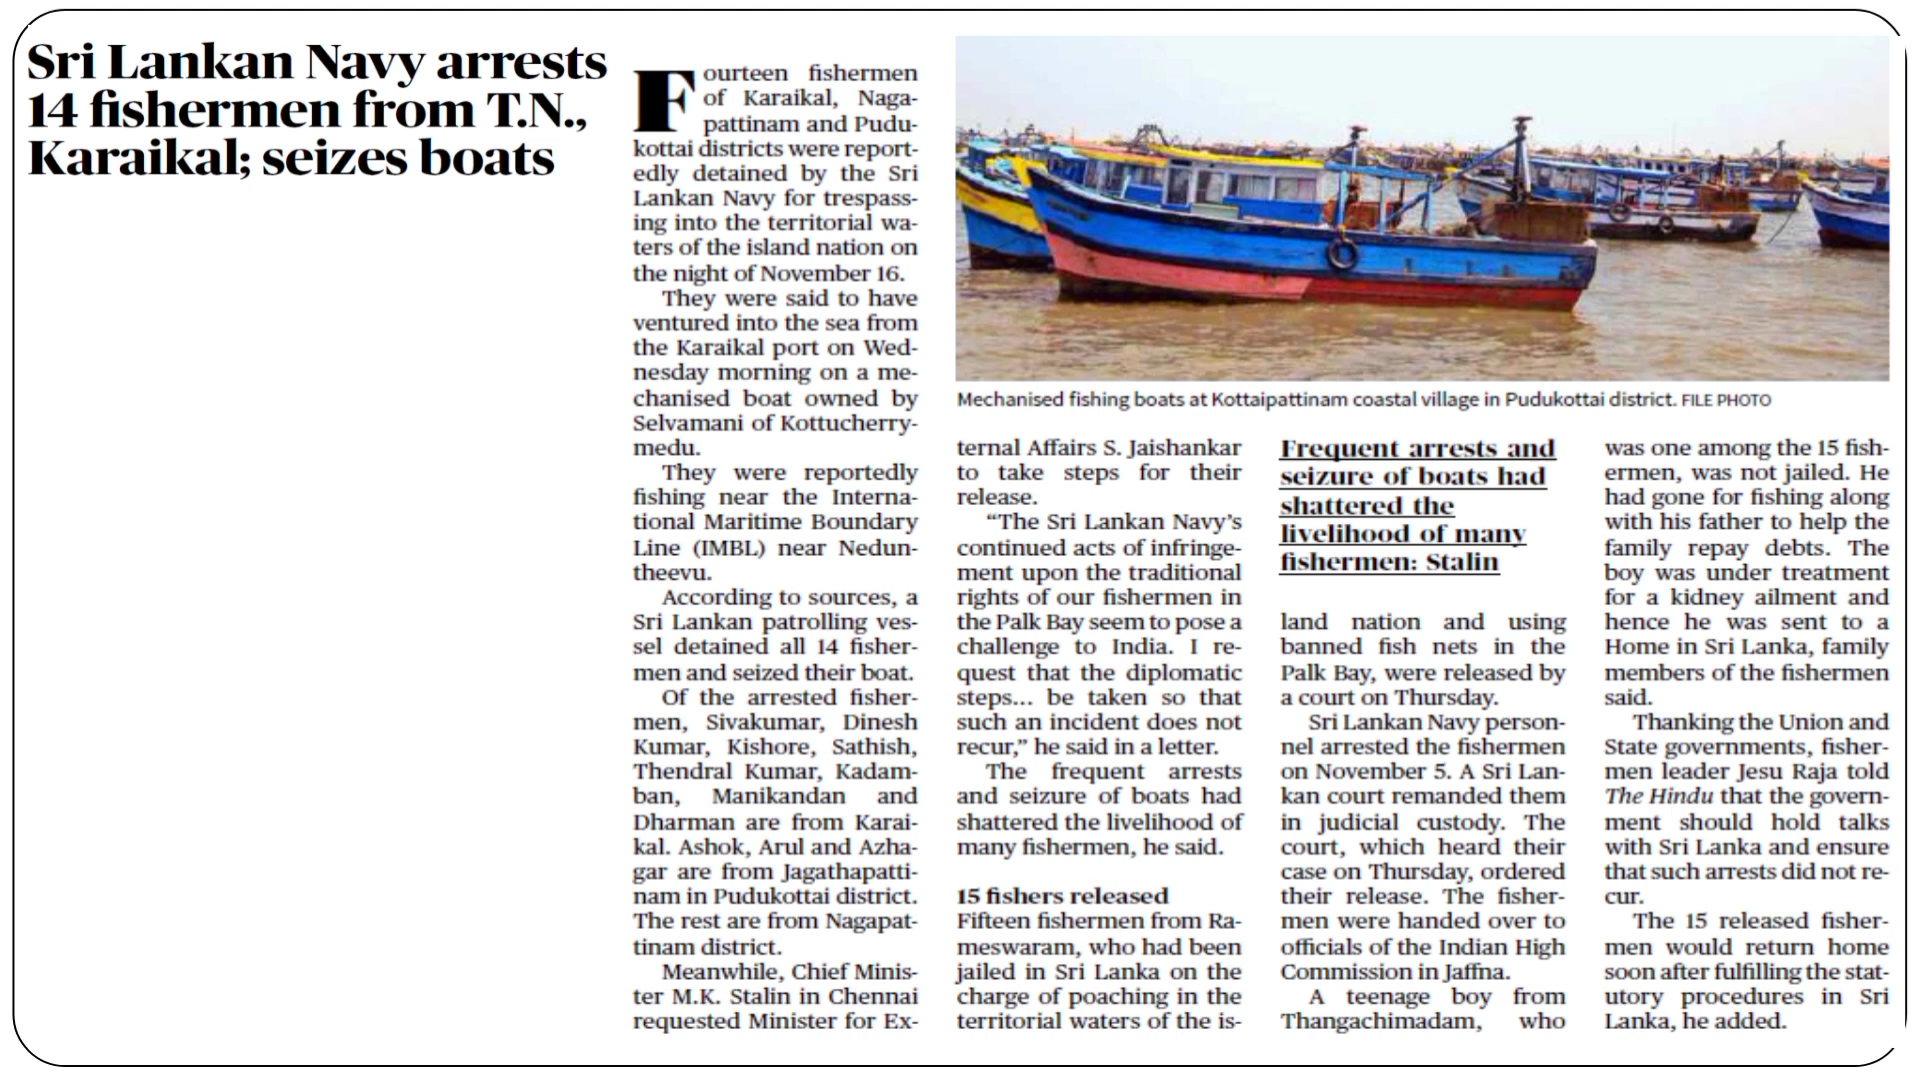 Sri Lankan Navy arrests
14 fishermen from T.N.,
Karaikal; seizes boats
Fourteen fishermen
of Karaikal, Naga-
pattinam and Pudu-
kottai districts were report-
edly detained by the Sri
Lankan Navy for trespass-
ing into the territorial wa-
ters of the island nation on
the night of November 16.
They were said to have
ventured into the sea from
the Karaikal port on Wed-
nesday morning on a me-
chanised boat owned by
Selvamani of Kottucherry-
medu.
They were reportedly
fishing near the Interna-
tional Maritime Boundary
Line (IMBL) near Nedun-
theevu.
According to sources, a
Sri Lankan patrolling ves-
sel detained all 14 fisher-
men and seized their boat.
Of the arrested fisher-
men, Sivakumar, Dinesh
Kumar, Kishore, Sathish,
Thendral Kumar, Kadam-
ban, Manikandan and
Dharman are from Karai-
kal. Ashok, Arul and Azha-
gar are from Jagathapatti-
nam in Pudukottai district.
The rest are from Nagapat-
tinam district.
Meanwhile, Chief Minis-
ter M.K. Stalin in Chennai
requested Minister for Ex-
Mechanised fishing boats at Kottaipattinam coastal village in Pudukottai district. FILE PHOTO
ternal Affairs S. Jaishankar
to take steps for their
release.
“The Sri Lankan Navy’s
continued acts of infringe-
ment upon the traditional
rights of our fishermen in
the Palk Bay seem to pose a
challenge to India. I re-
quest that the diplomatic
steps... be taken so that
such an incident does not
recur,” he said in a letter.
The frequent arrests
and seizure of boats had
shattered the livelihood of
many fishermen, he said.
15 fishers released
Fifteen fishermen from Ra-
meswaram, who had been
jailed in Sri Lanka on the
charge of poaching in the
territorial waters of the is-
Frequent arrests and
seizure of boats had
shattered the
livelihood of many
fishermen: Stalin
land nation and using
banned fish nets in the
Palk Bay, were released by
a court on Thursday.
Sri Lankan Navy person-
nel arrested the fishermen
on November 5. A Sri Lan-
kan court remanded them
in judicial custody. The
court, which heard their
case on Thursday, ordered
their release. The fisher-
men were handed over to
officials of the Indian High
Commission in Jaffna.
A teenage boy from
Thangachimadam, who
was one among the 15 fish-
ermen, was not jailed. He
had gone for fishing along
with his father to help the
family repay debts. The
boy was under treatment
for a kidney ailment and
hence he was sent to a
Home in Sri Lanka, family
members of the fishermen
said.
Thanking the Union and
State governments, fisher-
men leader Jesu Raja told
The Hindu that the govern-
ment should hold talks
with Sri Lanka and ensure
that such arrests did not re-
cur.
The 15 released fisher-
men would return home
soon after fulfilling the stat-
utory procedures in Sri
Lanka, he added.